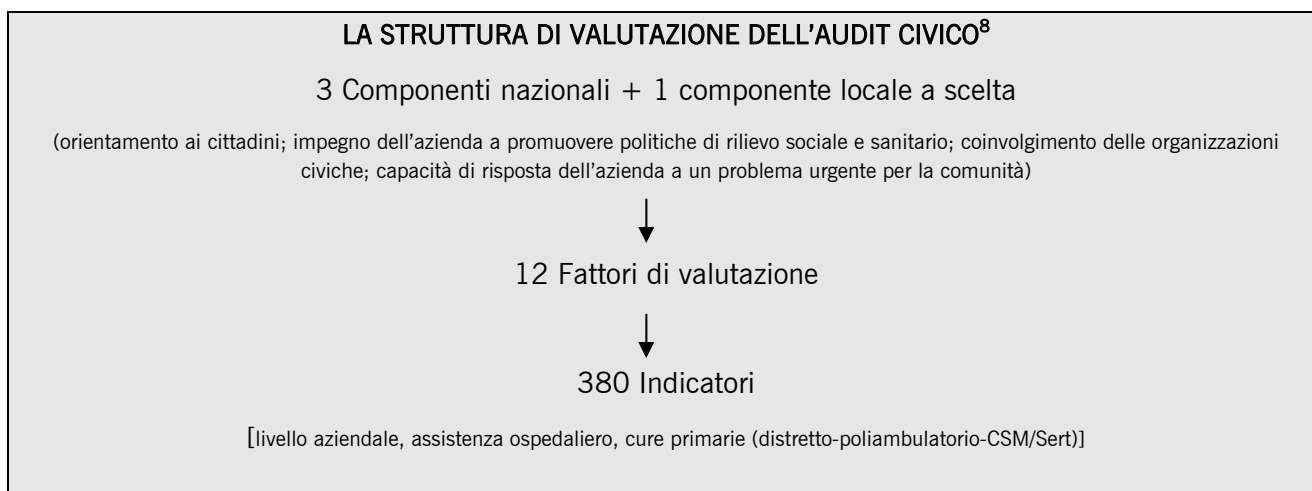 LA STRUTTURA DI VALUTAZIONE DELL'AUDIT CIVICO⁸
3 Componenti nazionali + 1 componente locale a scelta
(orientamento ai cittadini; impegno dell'azienda a promuovere politiche di rilievo sociale e sanitario; coinvolgimento delle organizzazioni
civiche; capacità di risposta dell'azienda a un problema urgente per la comunità)
12 Fattori di valutazione
380 Indicatori
[livello aziendale, assistenza ospedaliero, cure primarie (distretto-poliambulatorio-CSM/Sert)]